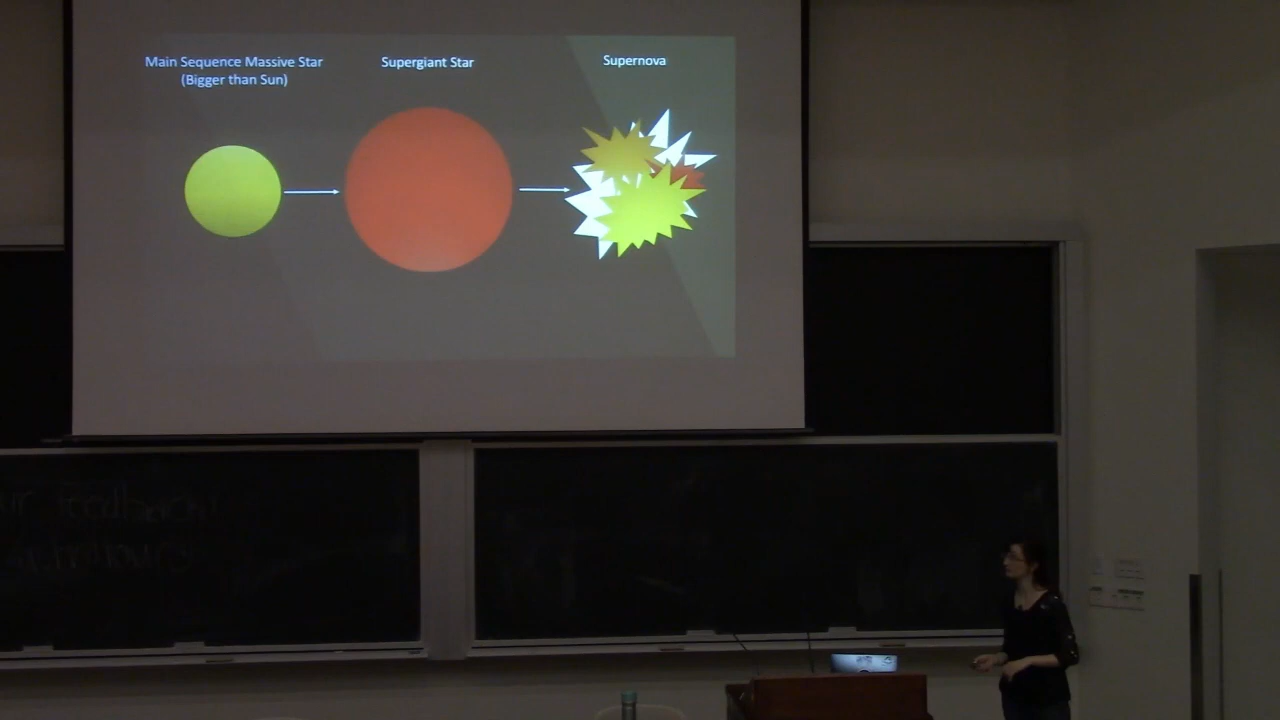 Main Sequence Massive Star
(Bigger than Sun)
Supergiant Star
Supernova